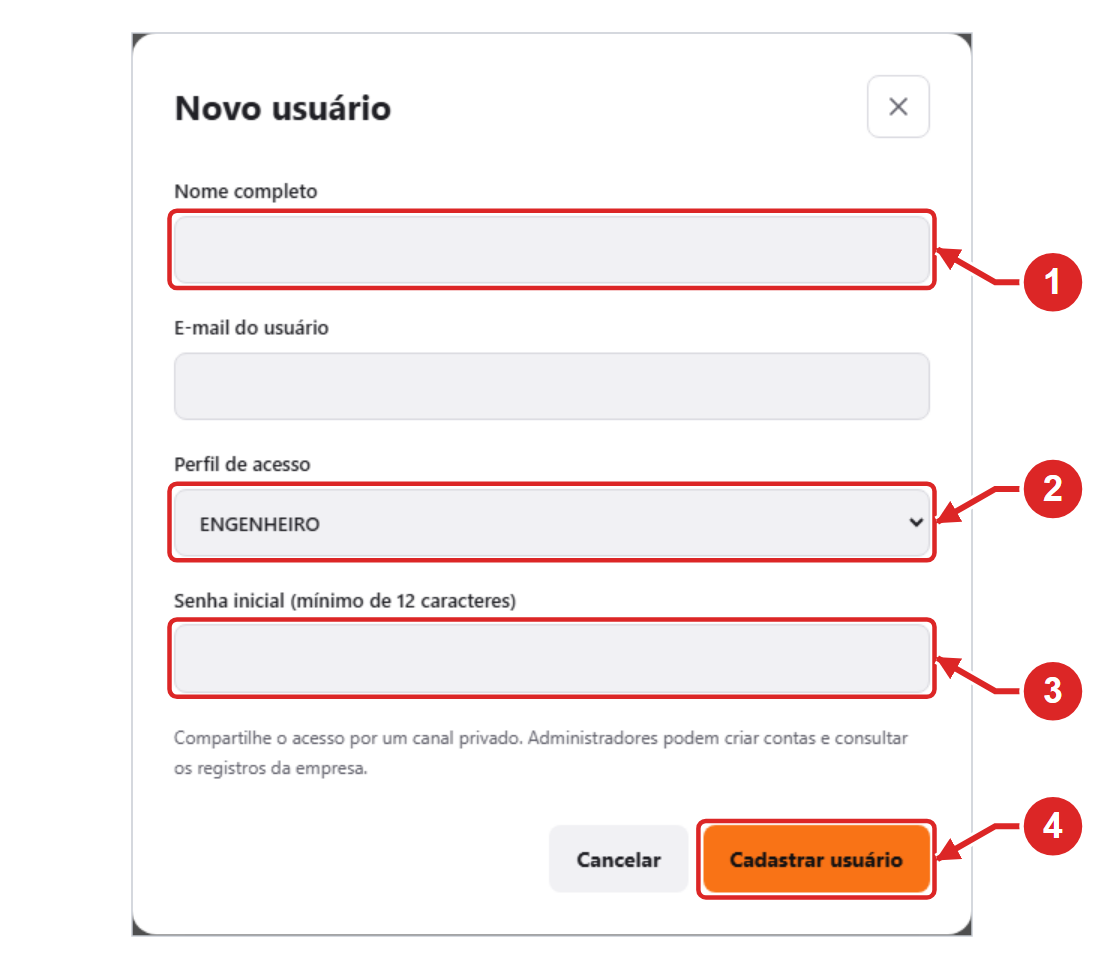 Novo usuário
Nome completo
1
E-mail do usuário
Perfil de acesso
2
ENGENHEIRO
Senha inicial (mínimo de 12 caracteres)
3
Compartilhe o acesso por um canal privado. Administradores podem criar contas e consultar
os registros da empresa.
4
Cancelar
Cadastrar usuário